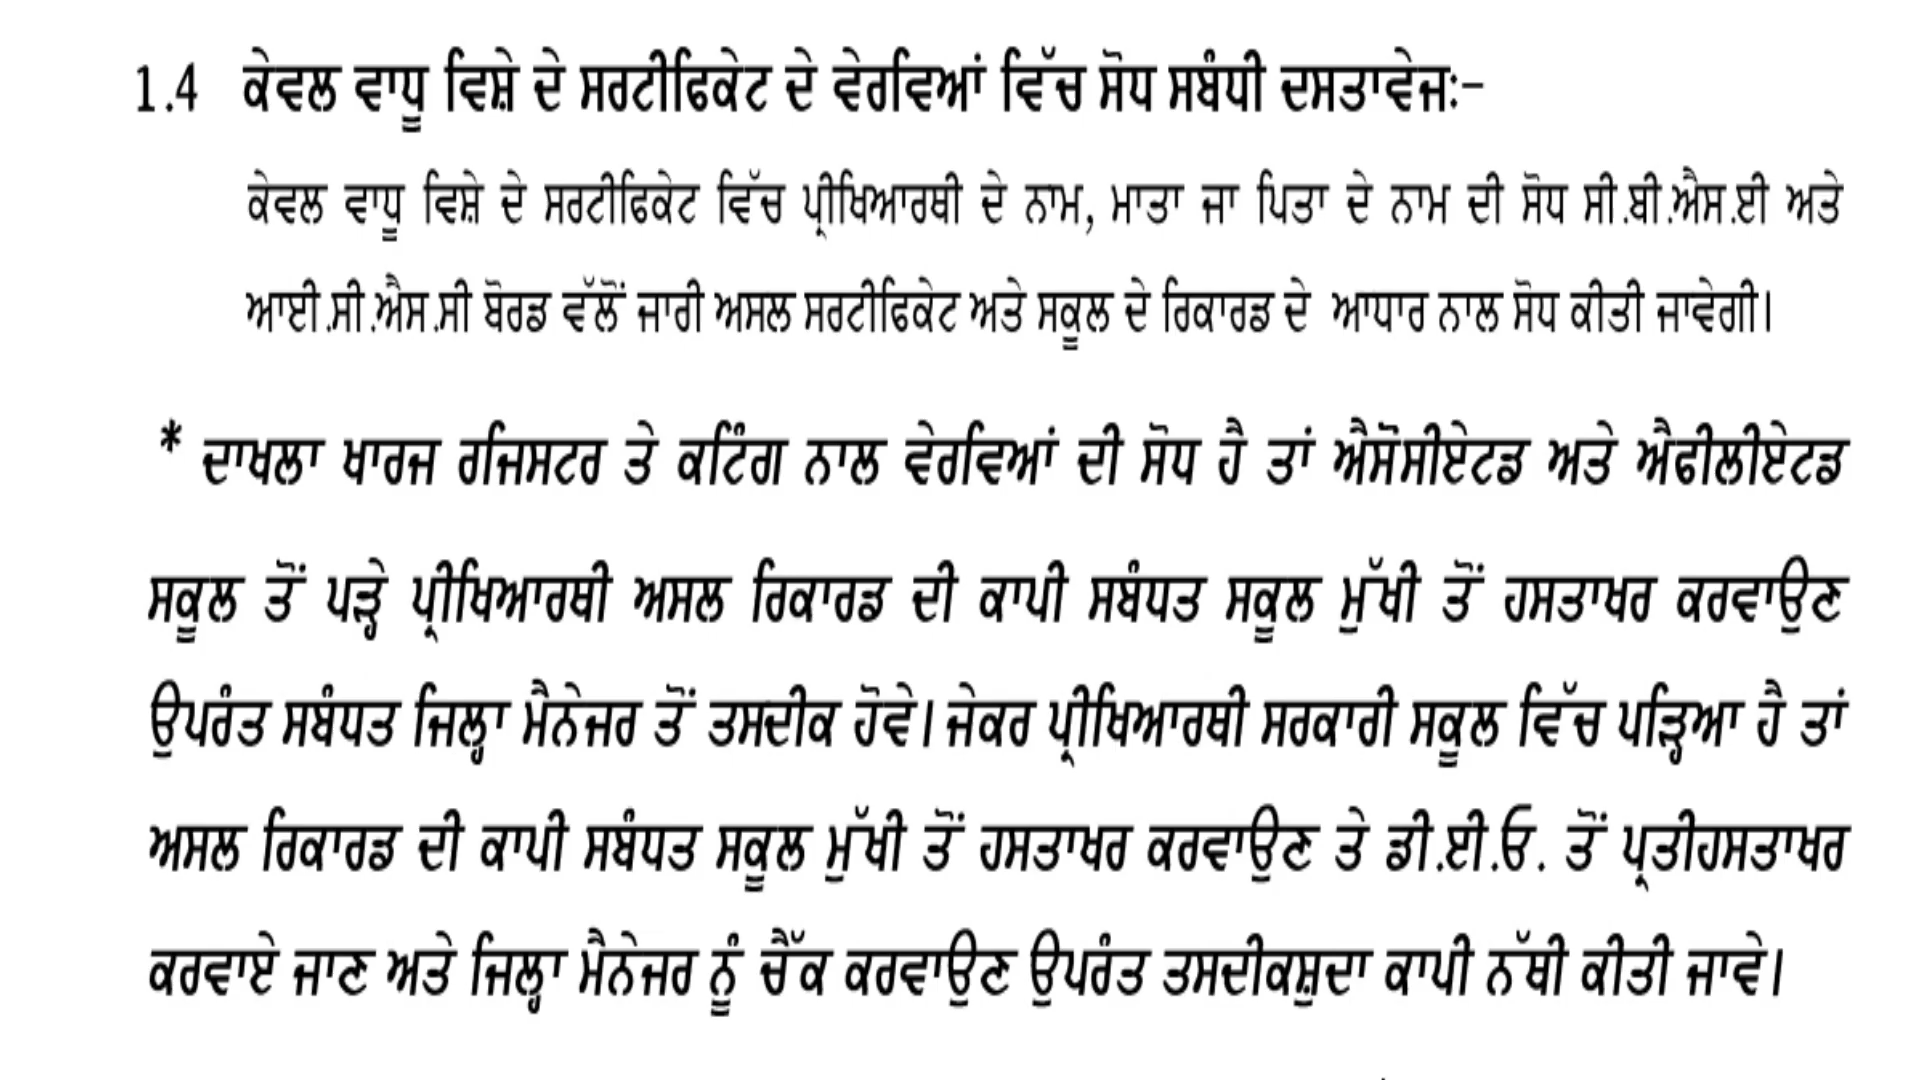 1.4 ਕੇਵਲ ਵਾਧੂ ਵਿਸ਼ੇ ਦੇ ਸਰਟੀਫਿਕੇਟ ਦੇ ਵੇਰਵਿਆਂ ਵਿੱਚ ਸੋਧ ਸਬੰਧੀ ਦਸਤਾਵੇਜ਼ਃ-
ਕੇਵਲ ਵਾਧੂ ਵਿਸ਼ੇ ਦੇ ਸਰਟੀਫਿਕੇਟ ਵਿੱਚ ਪ੍ਰੀਖਿਆਰਥੀ ਦੇ ਨਾਮ, ਮਾਤਾ ਜਾ ਪਿਤਾ ਦੇ ਨਾਮ ਦੀ ਸੋਧ ਸੀ.ਬੀ.ਐਸ.ਈ ਅਤੇ
ਆਈ.ਸੀ.ਐਸ.ਸੀ ਬੋਰਡ ਵੱਲੋਂ ਜਾਰੀ ਅਸਲ ਸਰਟੀਫਿਕੇਟ ਅਤੇ ਸਕੂਲ ਦੇ ਰਿਕਾਰਡ ਦੇ ਆਧਾਰ ਨਾਲ ਸੋਧ ਕੀਤੀ ਜਾਵੇਗੀ।
* ਦਾਖਲਾ ਖਾਰਜ ਰਜਿਸਟਰ ਤੇ ਕਟਿੰਗ ਨਾਲ ਵੇਰਵਿਆਂ ਦੀ ਸੋਧ ਹੈ ਤਾਂ ਐਸੋਸੀਏਟਡ ਅਤੇ ਐਫੀਲੀਏਟਡ
ਸਕੂਲ ਤੋਂ ਪੜ੍ਹੇ ਪ੍ਰੀਖਿਆਰਥੀ ਅਸਲ ਰਿਕਾਰਡ ਦੀ ਕਾਪੀ ਸਬੰਧਤ ਸਕੂਲ ਮੁੱਖੀ ਤੋਂ ਹਸਤਾਖਰ ਕਰਵਾਉਣ
ਉਪਰੰਤ ਸਬੰਧਤ ਜਿਲ੍ਹਾ ਮੈਨੇਜਰ ਤੋਂ ਤਸਦੀਕ ਹੋਵੇ। ਜੇਕਰ ਪ੍ਰੀਖਿਆਰਥੀ ਸਰਕਾਰੀ ਸਕੂਲ ਵਿੱਚ ਪੜ੍ਹਿਆ ਹੈ ਤਾਂ
ਅਸਲ ਰਿਕਾਰਡ ਦੀ ਕਾਪੀ ਸਬੰਧਤ ਸਕੂਲ ਮੁੱਖੀ ਤੋਂ ਹਸਤਾਖਰ ਕਰਵਾਉਣ ਤੇ ਡੀ.ਈ.ਓ. ਤੋਂ ਪ੍ਰਤੀਹਸਤਾਖਰ
ਕਰਵਾਏ ਜਾਣ ਅਤੇ ਜਿਲ੍ਹਾ ਮੈਨੇਜਰ ਨੂੰ ਚੈੱਕ ਕਰਵਾਉਣ ਉਪਰੰਤ ਤਸਦੀਕਸ਼ੁਦਾ ਕਾਪੀ ਨੱਥੀ ਕੀਤੀ ਜਾਵੇ।